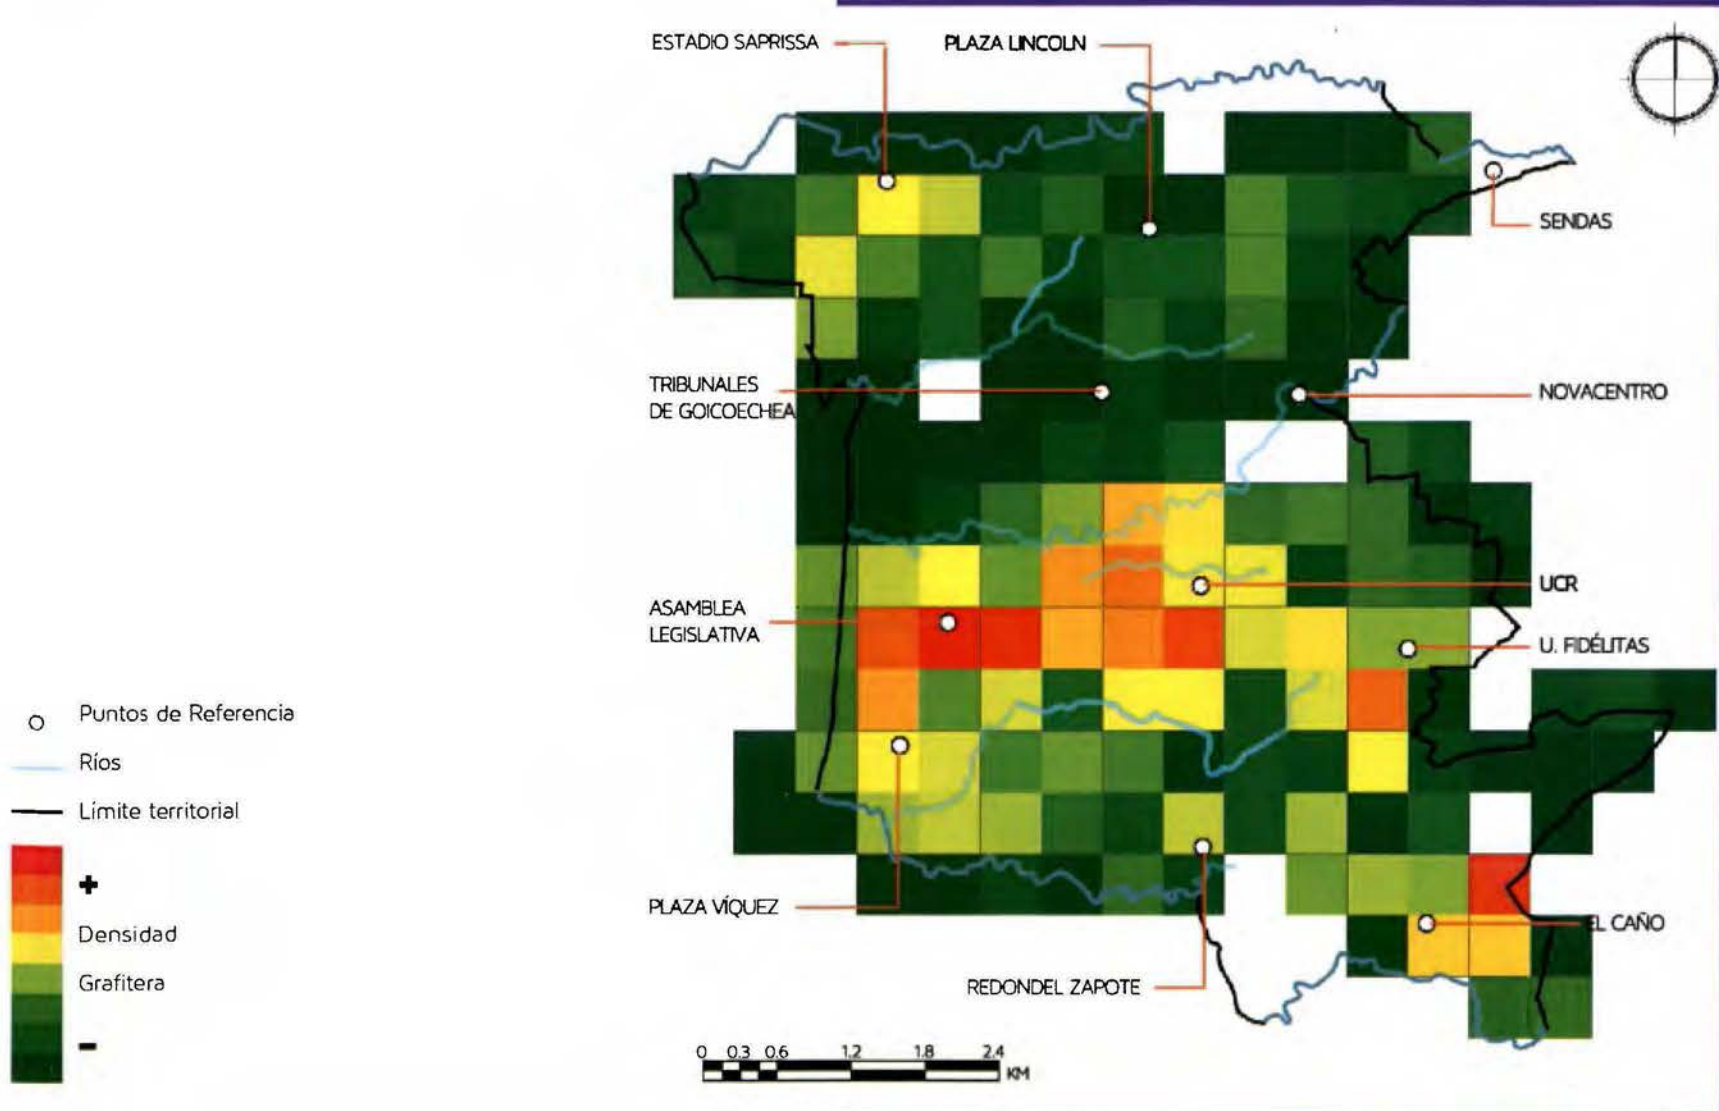 ESTADIO SAPRISSA
PLAZA LINCOLN
SENDAS
TRIBUNALES
DE GOICOECHEA
NOVACENTRO
UCR
ASAMBLEA
LEGISLATIVA
U. FIDÉLITAS
Puntos de Referencia
Ríos
Límite territorial
+
Densidad
Grafitera
-
PLAZA VÍQUEZ
EL CAÑO
REDONDEL ZAPOTE
0 0.3 0.6 1.2 1.8 2.4
KM